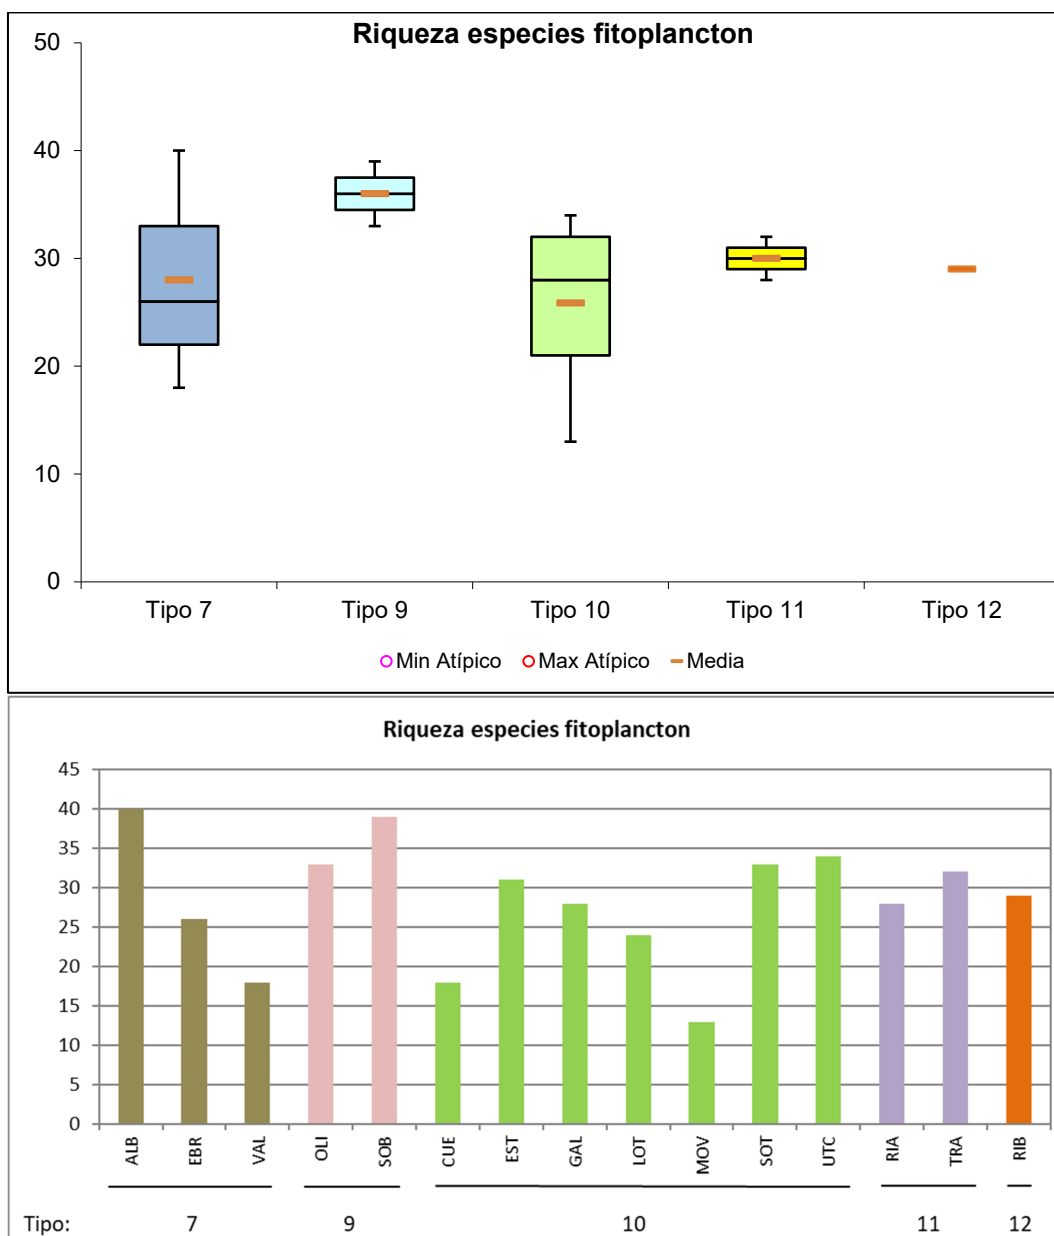 Riqueza especies fitoplancton
50
40
30
20
10
0
Tipo 7 Tipo 9 Tipo 10 Tipo 11 Tipo 12
Min Atípico Max Atípico Media
Riqueza especies fitoplancton
45
40
35
30
25
20
15
10
5
0
ALB EBR VAL OLI SOB CUE EST GAL LOT MOV SOT UTC RIA TRA RIB
Tipo: 7 9 10 11 12